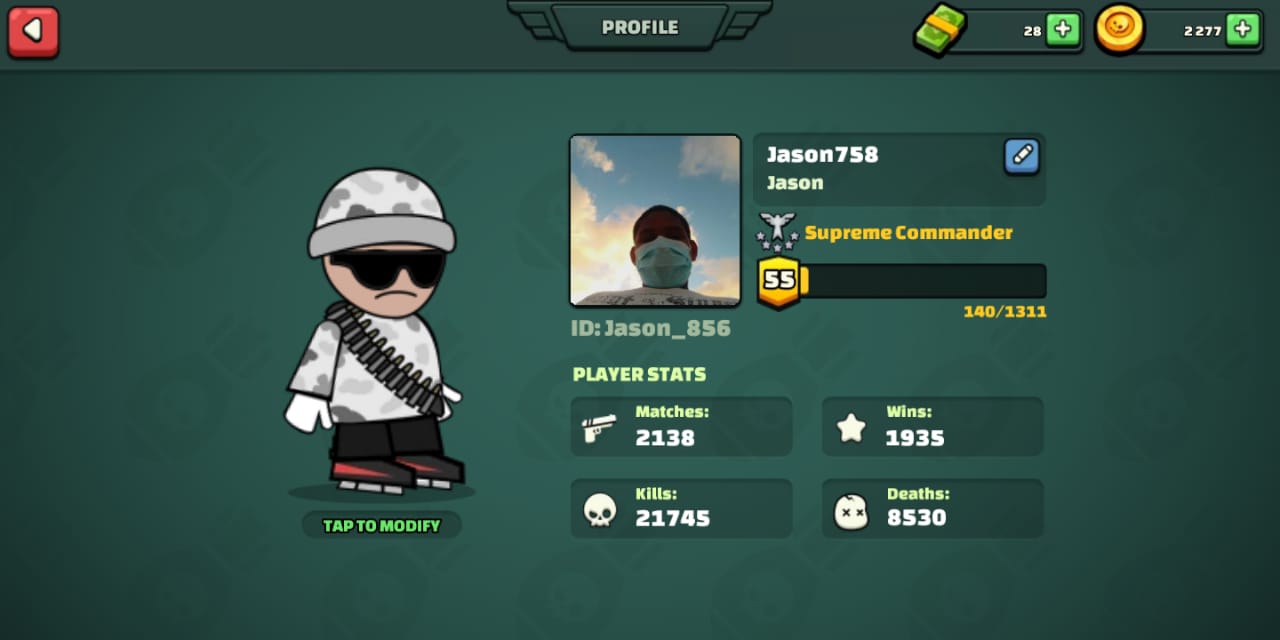 PROFILE
28
2 277
Jason758
Jason
Supreme Commander
55
140/1311
ID: Jason_856
PLAYER STATS
Matches:
2138
Wins:
1935
Kills:
21745
Deaths:
8530
TAP TO MODIFY